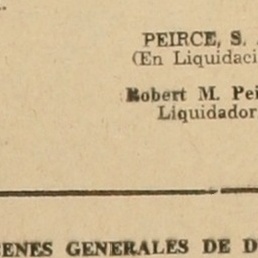 PEIRCE, S.
(En Liquidaci
Robert M. Pei
Liquidador
ENES GENERALES DE D